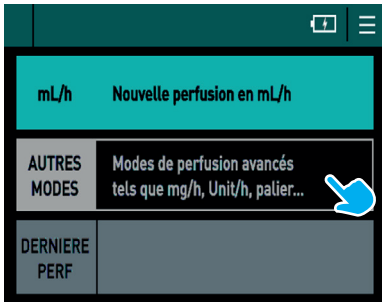 mL/h
Nouvelle perfusion en mL/h
AUTRES
MODES
Modes de perfusion avancés
tels que mg/h, Unit/h, palier...
DERNIERE
PERF